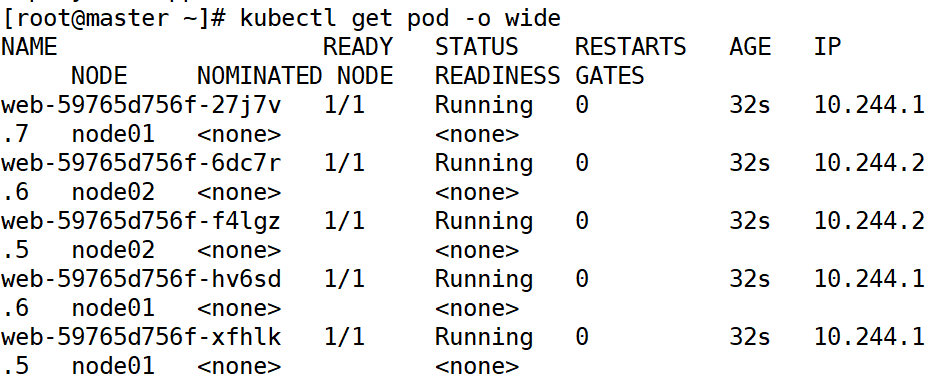 [root@master ~]# kubectl get pod -o wide
NAME                   READY   STATUS    RESTARTS   AGE   IP
     NODE     NOMINATED NODE   READINESS GATES
web-59765d756f-27j7v   1/1     Running   0          32s   10.244.1
.7   node01   <none>           <none>
web-59765d756f-6dc7r   1/1     Running   0          32s   10.244.2
.6   node02   <none>           <none>
web-59765d756f-f4lgz   1/1     Running   0          32s   10.244.2
.5   node02   <none>           <none>
web-59765d756f-hv6sd   1/1     Running   0          32s   10.244.1
.6   node01   <none>           <none>
web-59765d756f-xfhlk   1/1     Running   0          32s   10.244.1
.5   node01   <none>           <none>